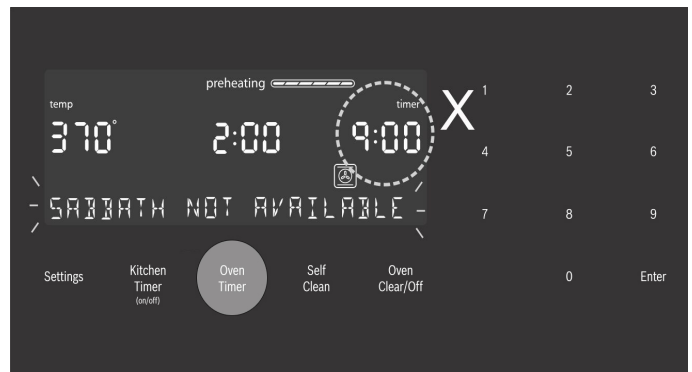 preheating
temp
timer
370°
2:00
9:00
X
SABBATH NOT AVAILABLE
Settings
Kitchen
Timer
(on/off)
Oven
Timer
Self
Clean
Oven
Clear/Off
1 2 3
4 5 6
7 8 9
0 Enter